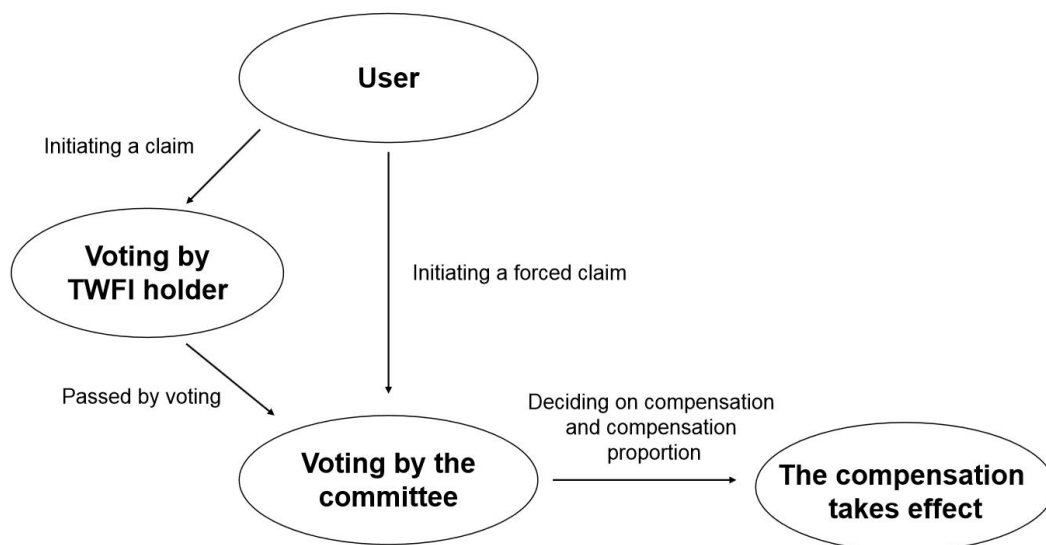 User
Initiating a claim
Voting by
TWFI holder
Initiating a forced claim
Passed by voting
Deciding on compensation
and compensation
proportion
Voting by the
committee
The compensation
takes effect